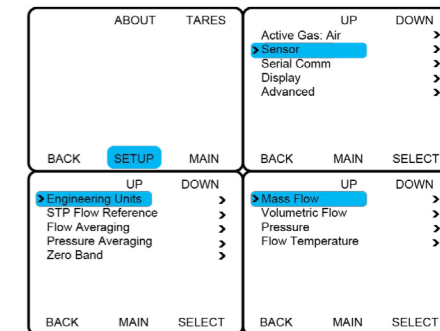 ABOUT TARES
BACK SETUP MAIN
UP DOWN
Active Gas: Air >
>Sensor >
Serial Comm >
Display >
Advanced >
BACK MAIN SELECT
UP DOWN
>Engineering Units >
STP Flow Reference >
Flow Averaging >
Pressure Averaging >
Zero Band >
BACK MAIN SELECT
UP DOWN
>Mass Flow >
Volumetric Flow >
Pressure >
Flow Temperature >
BACK MAIN SELECT